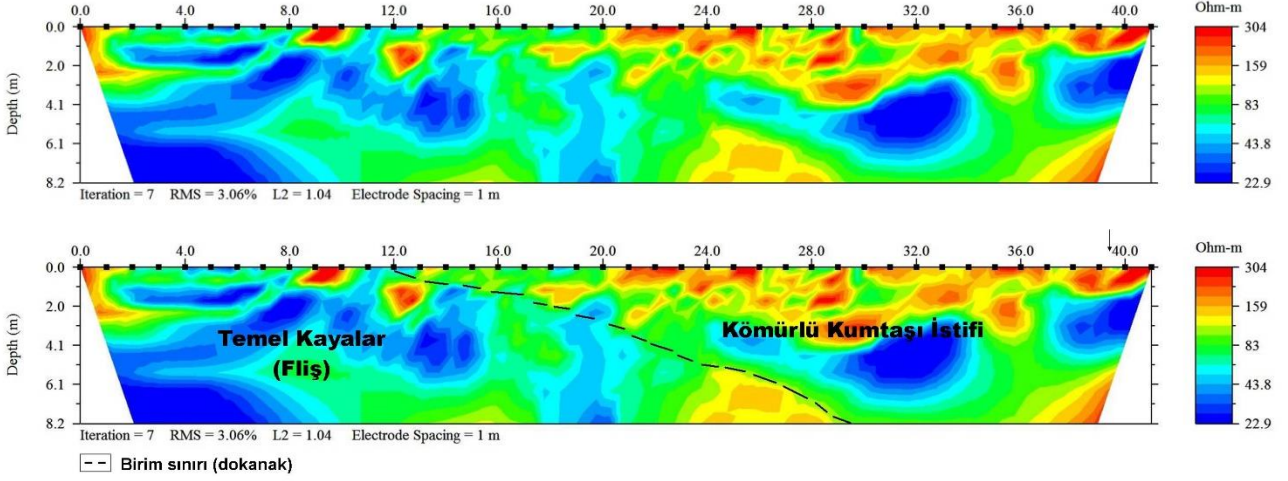 0.0 8.0 4.0 12.0 16.0 20.0 24.0 28.0 32.0 36.0 40.0
Ohm-m
0.0
304
2.0
159
Depth (m)
4.1
83
6.1
43.8
8.2
22.9
Iteration = 7 RMS = 3.06% L2 = 1.04 Electrode Spacing = 1 m
0.0 4.0 8.0 12.0 16.0 20.0 24.0 28.0 32.0 36.0 40.0
Ohm-m
0.0
304
2.0
159
Depth (m)
Temel Kayalar
(Fliş)
Kömürlü Kumtaşı İstifi
4.1
83
6.1
43.8
8.2
22.9
Iteration = 7 RMS = 3.06% L2 = 1.04 Electrode Spacing = 1 m
Birim sınırı (dokanak)